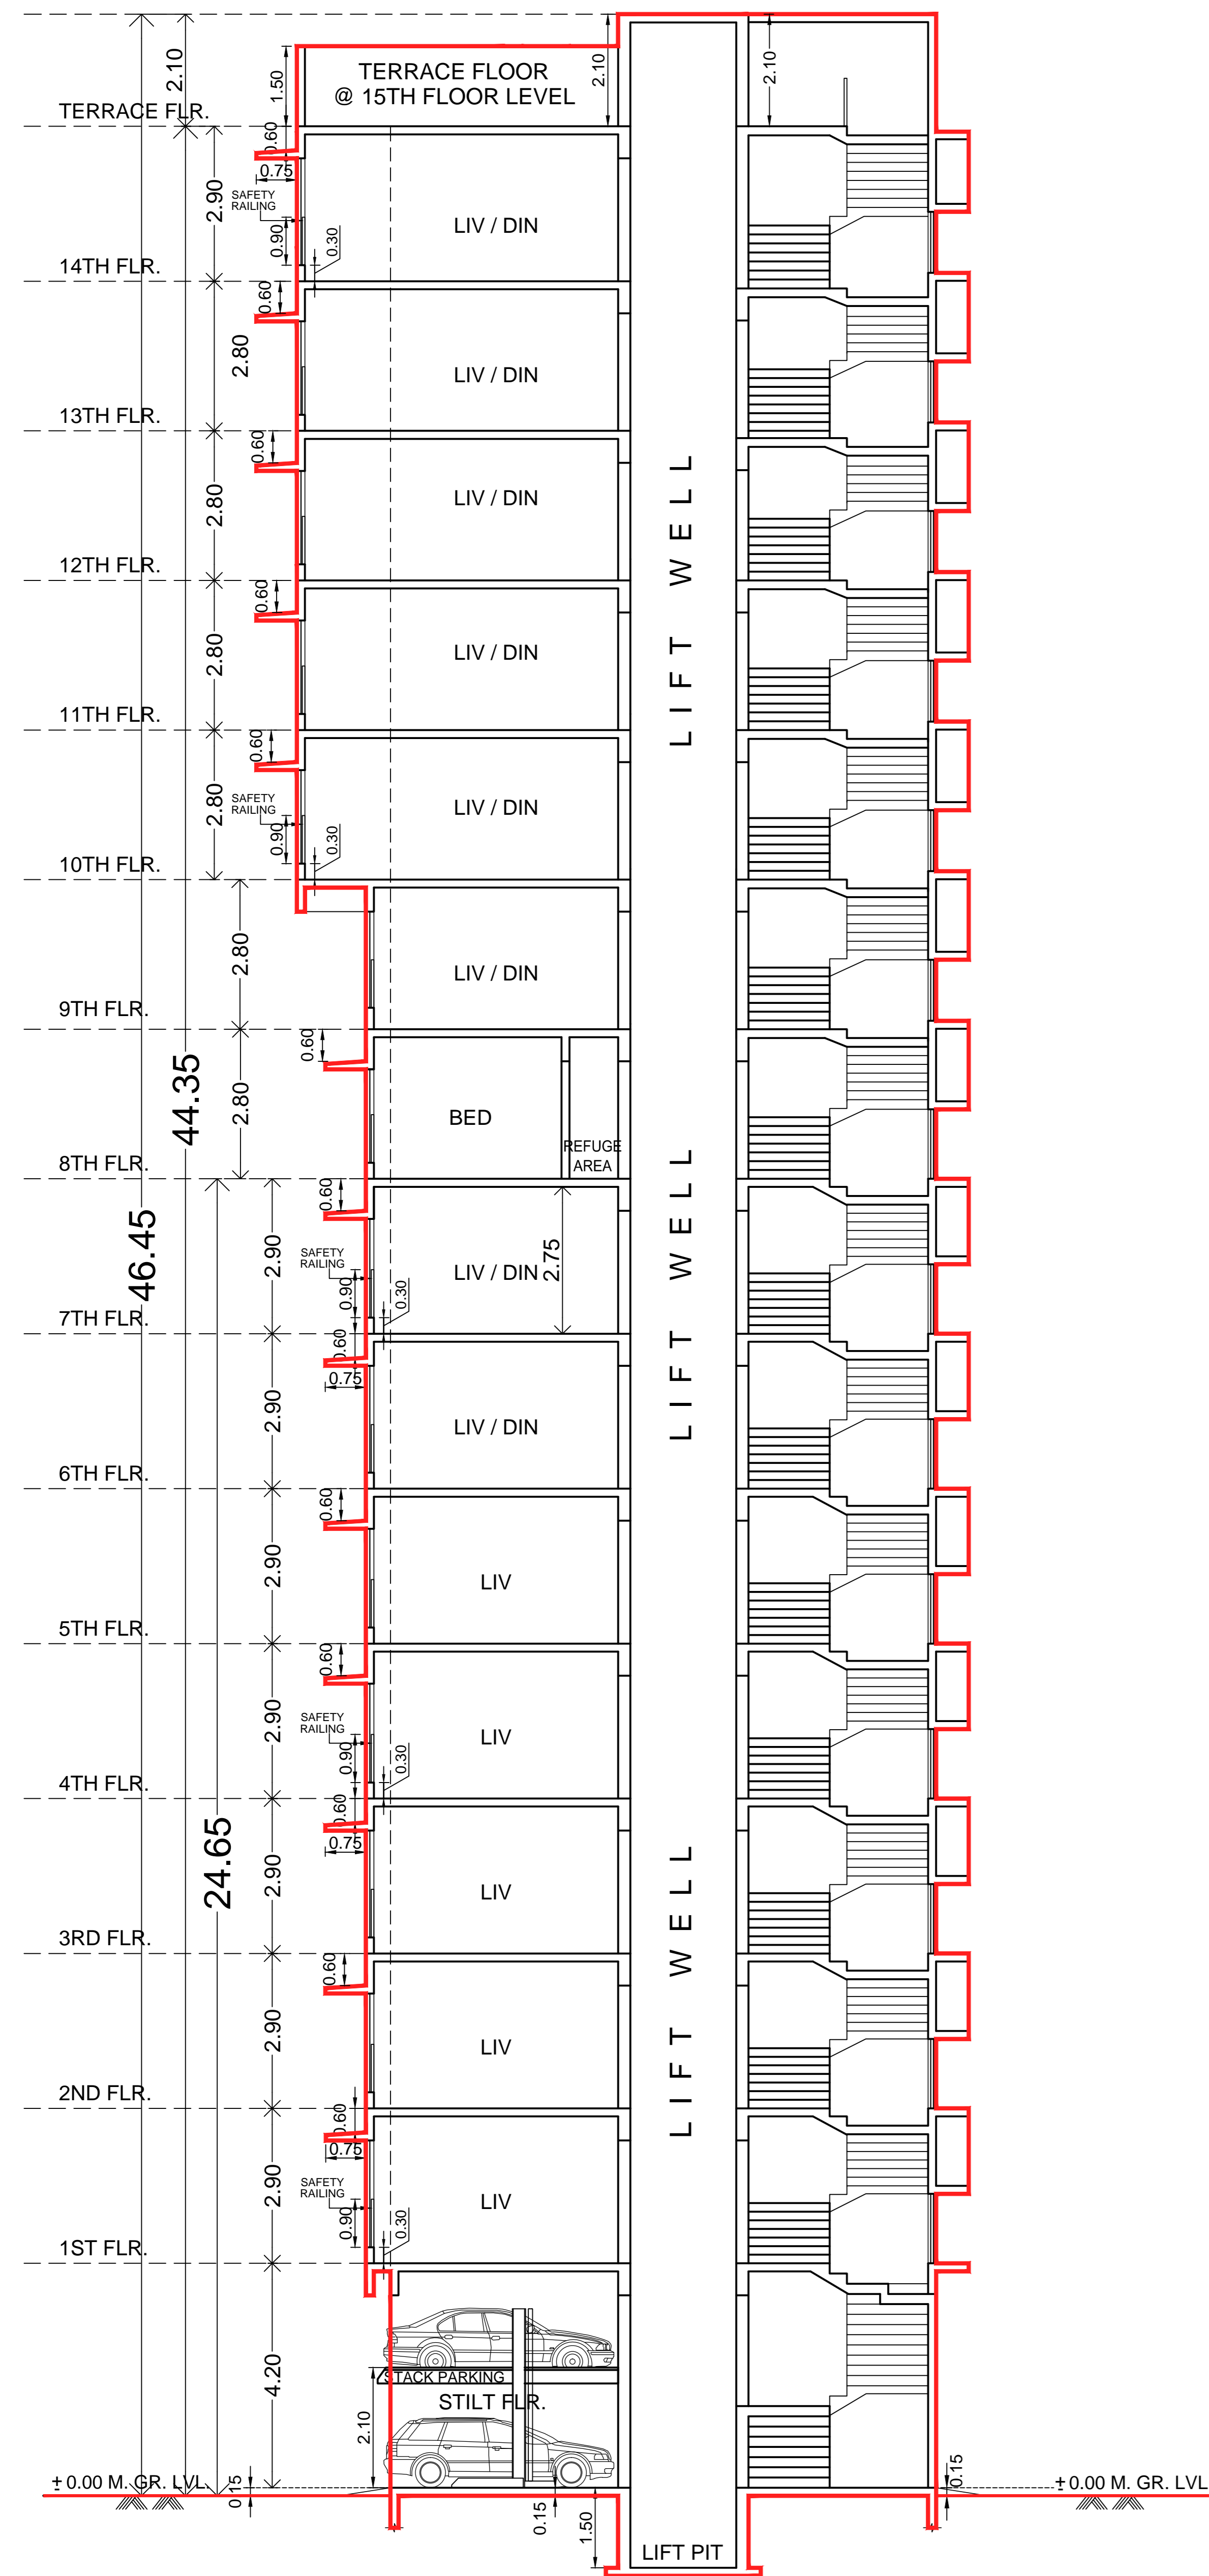 2.10
2.10
2.10
1.50
TERRACE FLOOR
@ 15TH FLOOR LEVEL
TERRACE FLR.
0.60
0.75
SAFETY
RAILING
2.90
0.90
0.30
LIV / DIN
14TH FLR.
0.60
2.80
LIV / DIN
13TH FLR.
0.60
2.80
LIV / DIN
LIFT WELL
12TH FLR.
0.60
2.80
LIV / DIN
11TH FLR.
0.60
2.80
SAFETY
RAILING
0.90
0.30
LIV / DIN
10TH FLR.
2.80
LIV / DIN
9TH FLR.
0.60
44.35
2.80
BED
REFUGE
AREA
8TH FLR.
0.60
46.45
2.90
SAFETY
RAILING
0.90
0.30
LIV / DIN
2.75
LIFT WELL
7TH FLR.
0.60
0.75
2.90
LIV / DIN
6TH FLR.
0.60
2.90
LIV
5TH FLR.
0.60
2.90
SAFETY
RAILING
0.90
0.30
LIV
4TH FLR.
0.60
0.75
24.65
2.90
LIV
3RD FLR.
0.60
2.90
LIV
LIFT WELL
2ND FLR.
0.60
0.75
2.90
SAFETY
RAILING
0.90
0.30
LIV
1ST FLR.
4.20
STACK PARKING
STILT FLR.
2.10
± 0.00 M. GR. LVL
0.15
0.15
1.50
0.15
± 0.00 M. GR. LVL
LIFT PIT